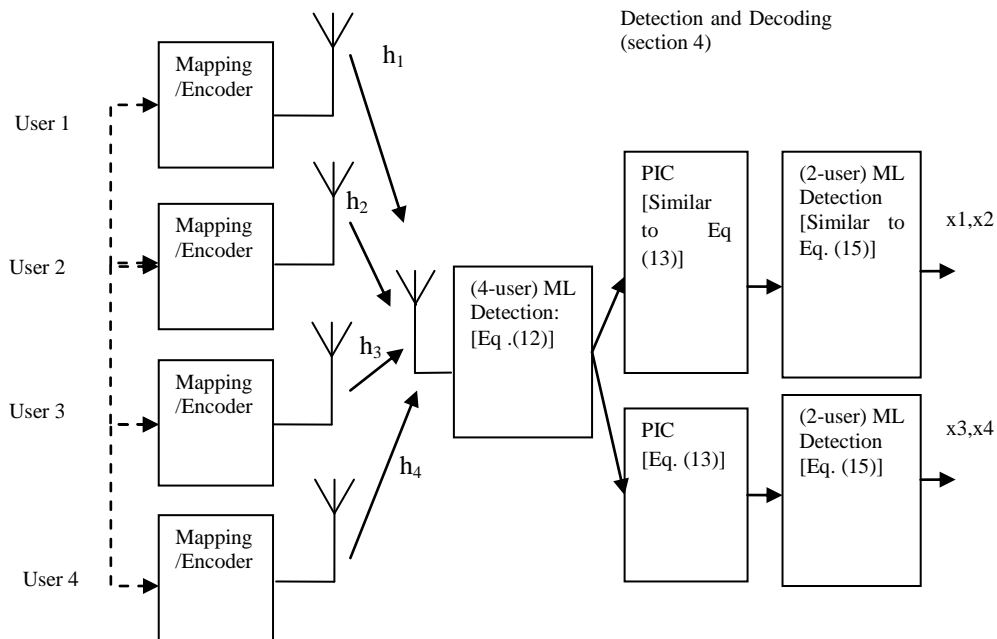 Detection and Decoding
(section 4)
User 1
Mapping
/Encoder
h1
User 2
Mapping
/Encoder
h2
User 3
Mapping
/Encoder
h3
User 4
Mapping
/Encoder
h4
(4-user) ML
Detection:
[Eq .(12)]
PIC
[Similar
to Eq
(13)]
(2-user) ML
Detection
[Similar to
Eq. (15)]
x1,x2
PIC
[Eq. (13)]
(2-user) ML
Detection
[Eq. (15)]
x3,x4